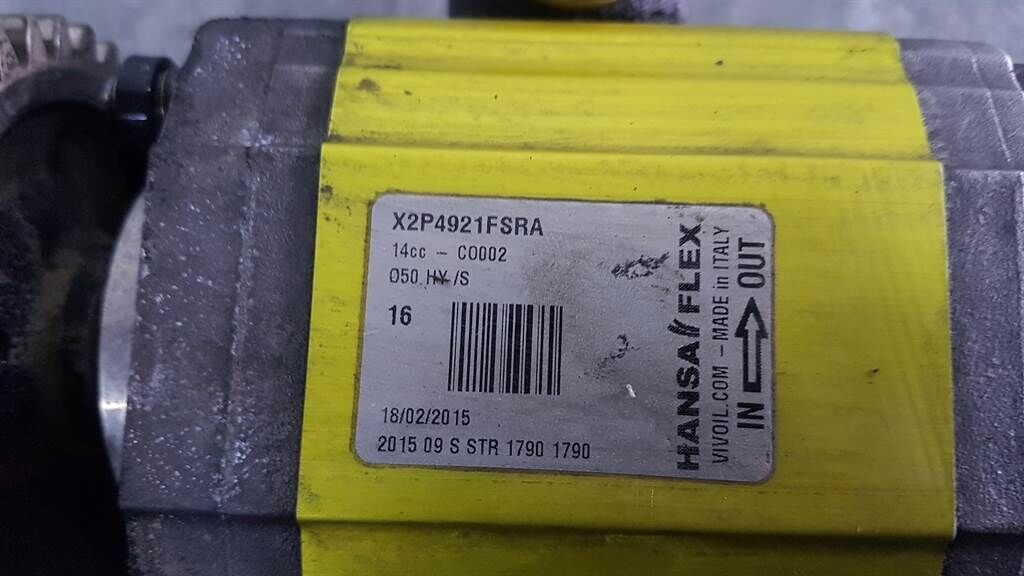 X2P4921FSRA
14cc - C0002
Ø50 HY /S
16
18/02/2015
2015 09 S STR 1790 1790
HANSA FLEX
VIVOIL.COM - MADE in ITALY
IN OUT